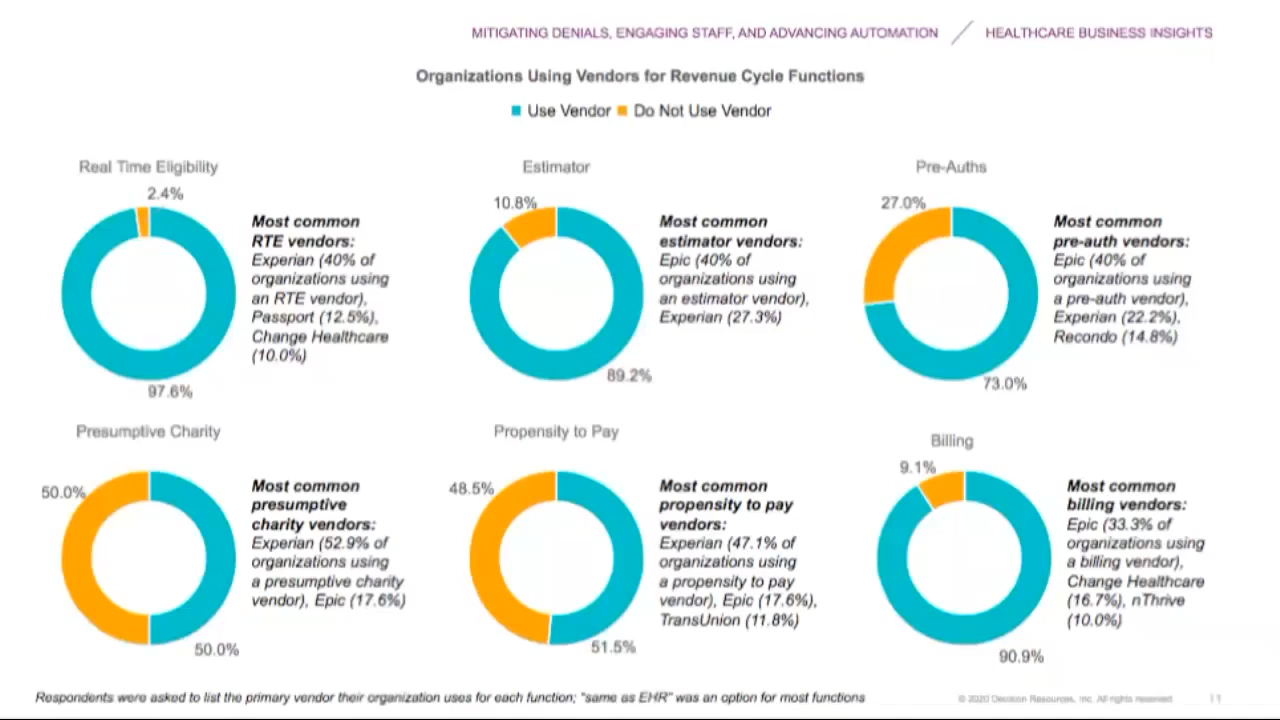 MITIGATING DENIALS, ENGAGING STAFF, AND ADVANCING AUTOMATION
HEALTHCARE BUSINESS INSIGHTS
Organizations Using Vendors for Revenue Cycle Functions
Use Vendor
Do Not Use Vendor
Real Time Eligibility
2.4%
97.6%
Most common
RTE vendors:
Experian (40% of
organizations using
an RTE vendor),
Passport (12.5%),
Change Healthcare
(10.0%)
Estimator
10.8%
89.2%
Most common
estimator vendors:
Epic (40% of
organizations using
an estimator vendor),
Experian (27.3%)
Pre-Auths
27.0%
73.0%
Most common
pre-auth vendors:
Epic (40% of
organizations using
a pre-auth vendor),
Experian (22.2%),
Recondo (14.8%)
Presumptive Charity
50.0%
50.0%
Most common
presumptive
charity vendors:
Experian (52.9% of
organizations using
a presumptive charity
vendor), Epic (17.6%)
Propensity to Pay
48.5%
51.5%
Most common
propensity to pay
vendors:
Experian (47.1% of
organizations using
a propensity to pay
vendor), Epic (17.6%),
TransUnion (11.8%)
Billing
9.1%
90.9%
Most common
billing vendors:
Epic (33.3% of
organizations using
a billing vendor),
Change Healthcare
(16.7%), nThrive
(10.0%)
Respondents were asked to list the primary vendor their organization uses for each function; "same as EHR" was an option for most functions
© 2020 Decision Resources, Inc. All rights reserved
11